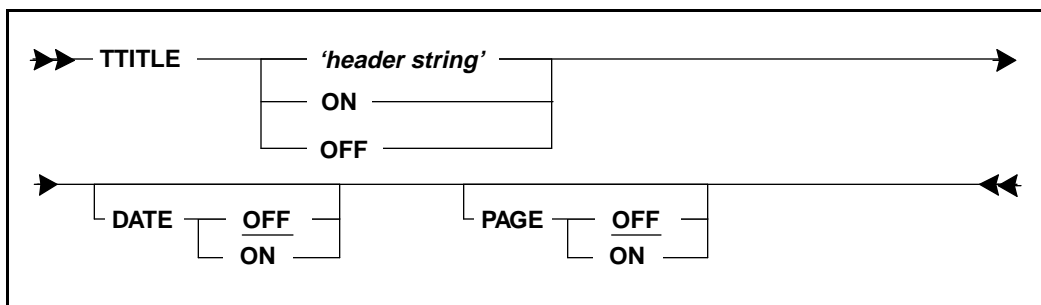 TTITLE ‘header string’
ON
OFF
DATE OFF PAGE OFF
ON ON